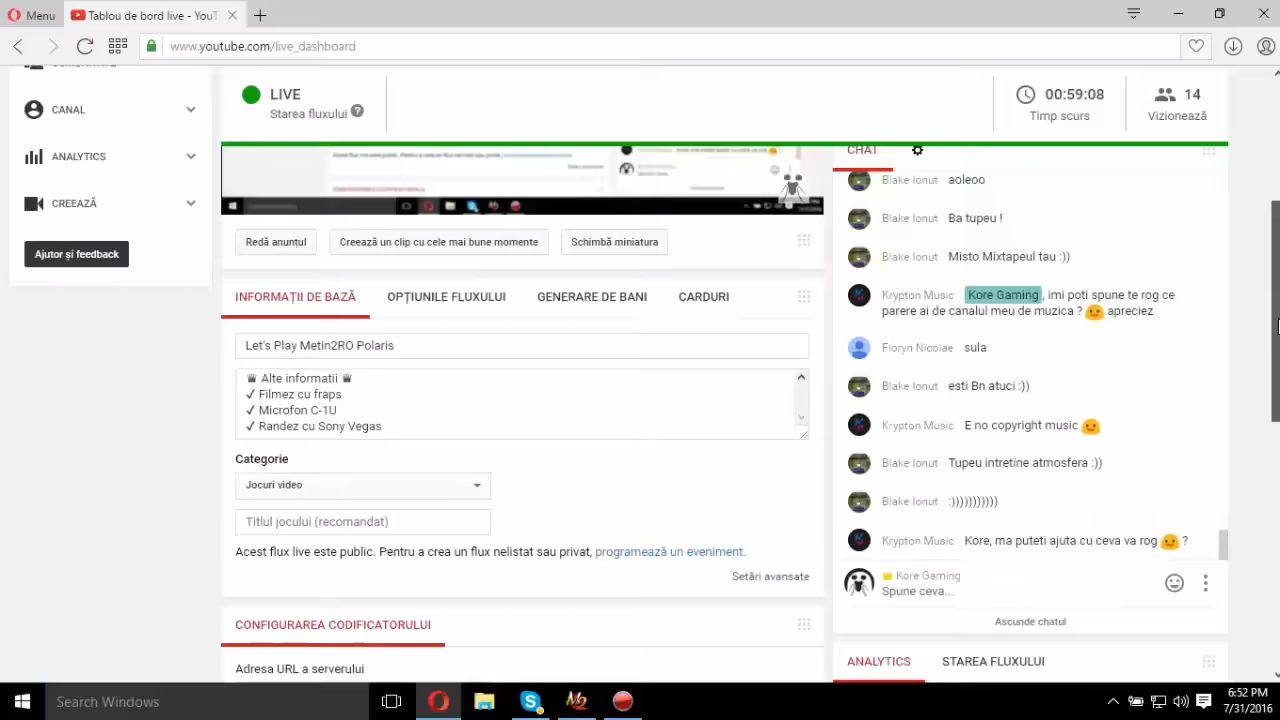 Meniu
Tablou de bord live - YouT
www.youtube.com/live_dashboard
CANAL
ANALYTICS
CREEAZĂ
Ajutor și feedback
LIVE
Starea fluxului
00:59:08
Timp scurs
14
Vizionează
Redă anunțul
Creează un clip cu cele mai bune momente
Schimbă miniatura
INFORMAȚII DE BAZĂ
OPȚIUNILE FLUXULUI
GENERARE DE BANI
CARDURI
Let's Play Metin2RO Polaris
♛ Alte informatii ♛
✓ Filmez cu fraps
✓ Microfon C-1U
✓ Randez cu Sony Vegas
Categorie
Jocuri video
Titlul jocului (recomandat)
Acest flux live este public. Pentru a crea un flux nelistat sau privat, programează un eveniment.
Setări avansate
CONFIGURAREA CODIFICATORULUI
Adresa URL a serverului
CHAT
Blake Ionut aoleoo
Blake Ionut Ba tupeu !
Blake Ionut Misto Mixtapeul tau :))
Krypton Music Kore Gaming, imi poti spune te rog ce
parere ai de canalul meu de muzica ? apreciez
Fioryn Nicolae sula
Blake Ionut esti Bn atuci :))
Krypton Music E no copyright music
Blake Ionut Tupeu intretine atmosfera :))
Blake Ionut :)))))))))))
Krypton Music Kore, ma puteti ajuta cu ceva va rog ?
Kore Gaming
Spune ceva...
Ascunde chatul
ANALYTICS
STAREA FLUXULUI
Search Windows
6:52 PM
7/31/2016